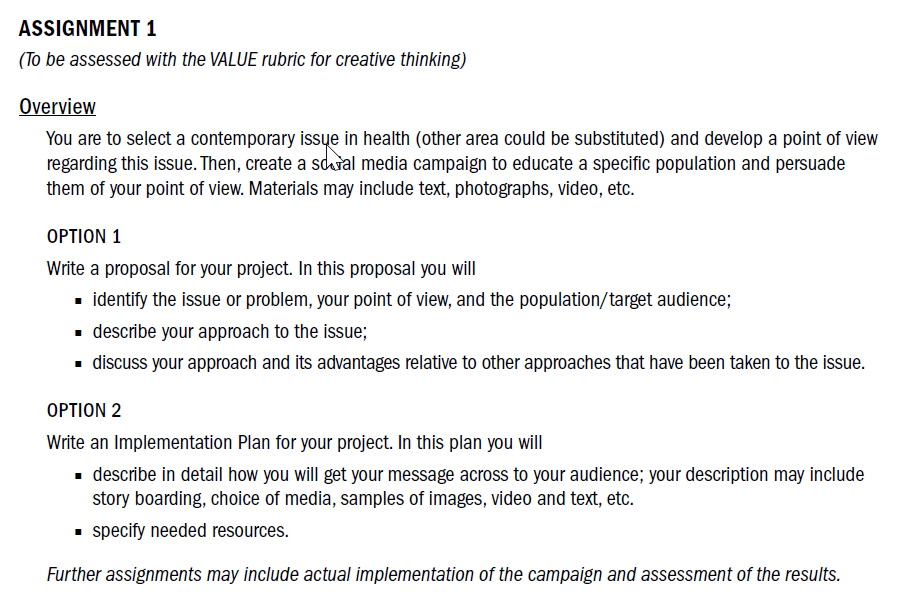 ASSIGNMENT 1
(To be assessed with the VALUE rubric for creative thinking)
Overview
You are to select a contemporary issue in health (other area could be substituted) and develop a point of view
regarding this issue. Then, create a social media campaign to educate a specific population and persuade
them of your point of view. Materials may include text, photographs, video, etc.
OPTION 1
Write a proposal for your project. In this proposal you will
▪ identify the issue or problem, your point of view, and the population/target audience;
▪ describe your approach to the issue;
▪ discuss your approach and its advantages relative to other approaches that have been taken to the issue.
OPTION 2
Write an Implementation Plan for your project. In this plan you will
▪ describe in detail how you will get your message across to your audience; your description may include
story boarding, choice of media, samples of images, video and text, etc.
▪ specify needed resources.
Further assignments may include actual implementation of the campaign and assessment of the results.